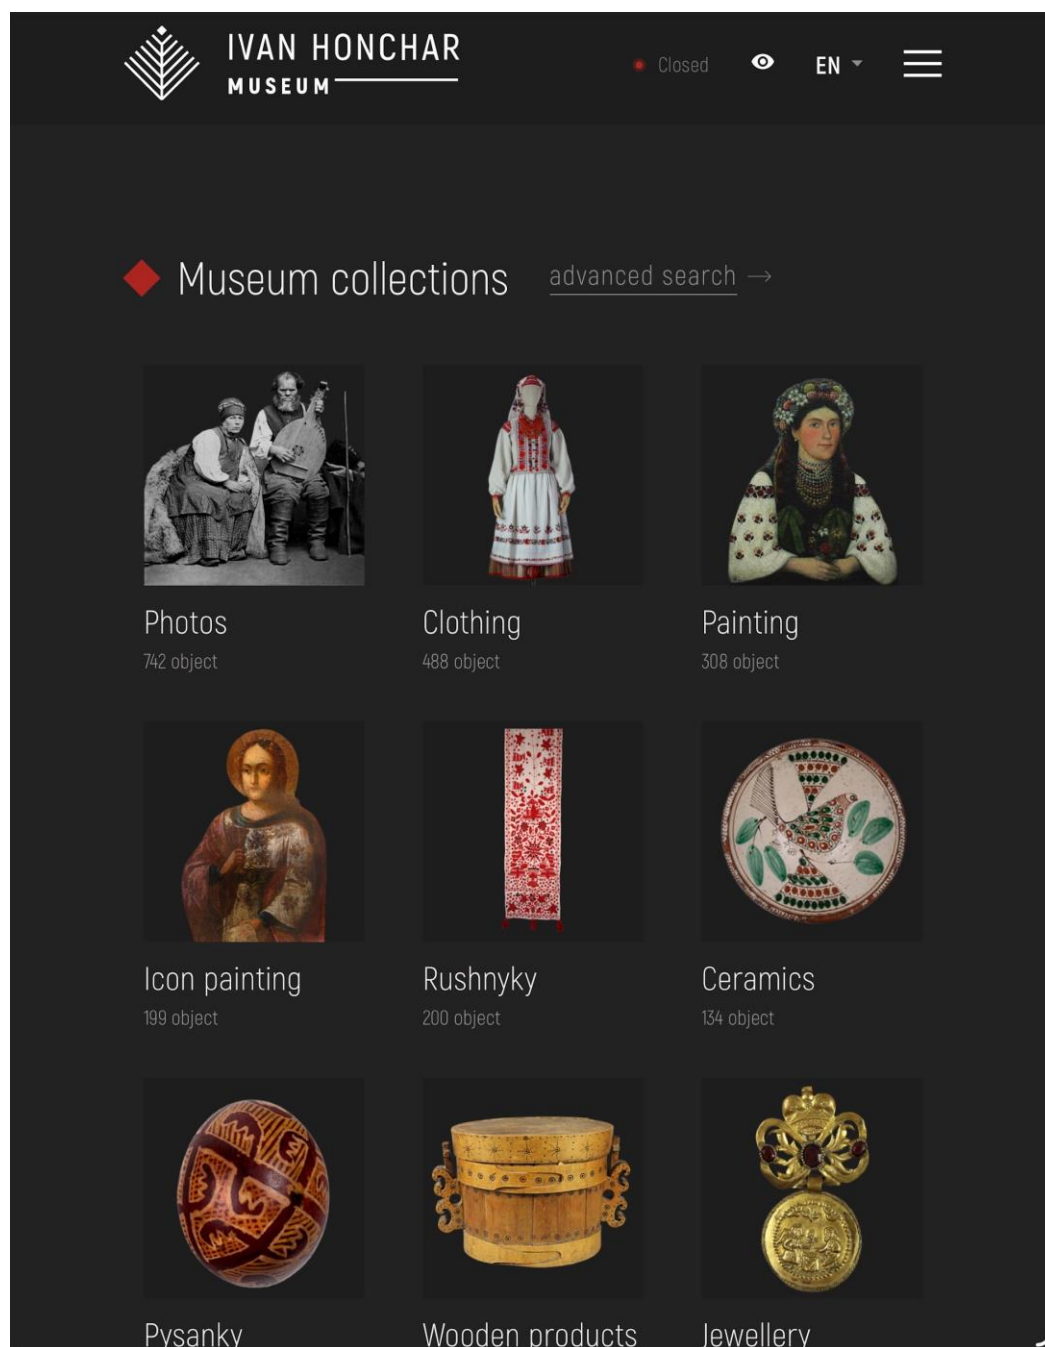 IVAN HONCHAR
MUSEUM
Closed
EN
Museum collections
advanced search →
Photos
742 object
Clothing
488 object
Painting
308 object
Icon painting
199 object
Rushnyky
200 object
Ceramics
134 object
Pysanky
Wooden products
Jewellery